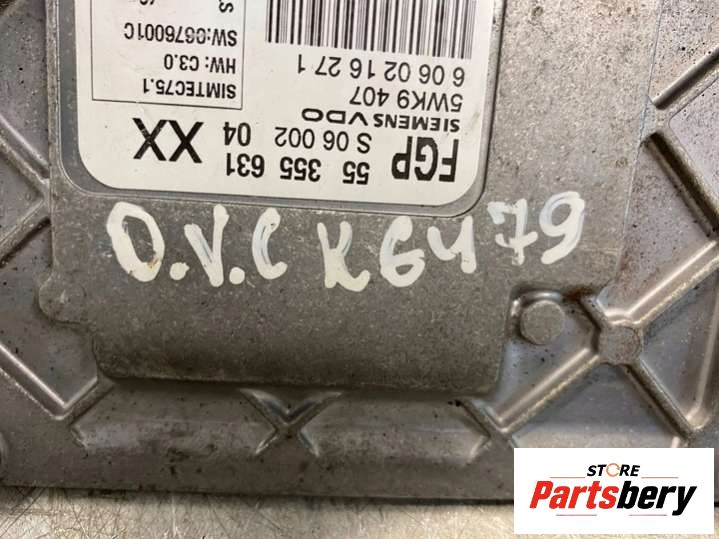 FGP
55 355 631
S 06 002 04
XX
SIEMENS VDO
5WK9 407
6 06 02 16 27 1
SIMTEC75.1
HW: C3.0
SW:8676001C
O.V.C K6479
STORE
Partsbery